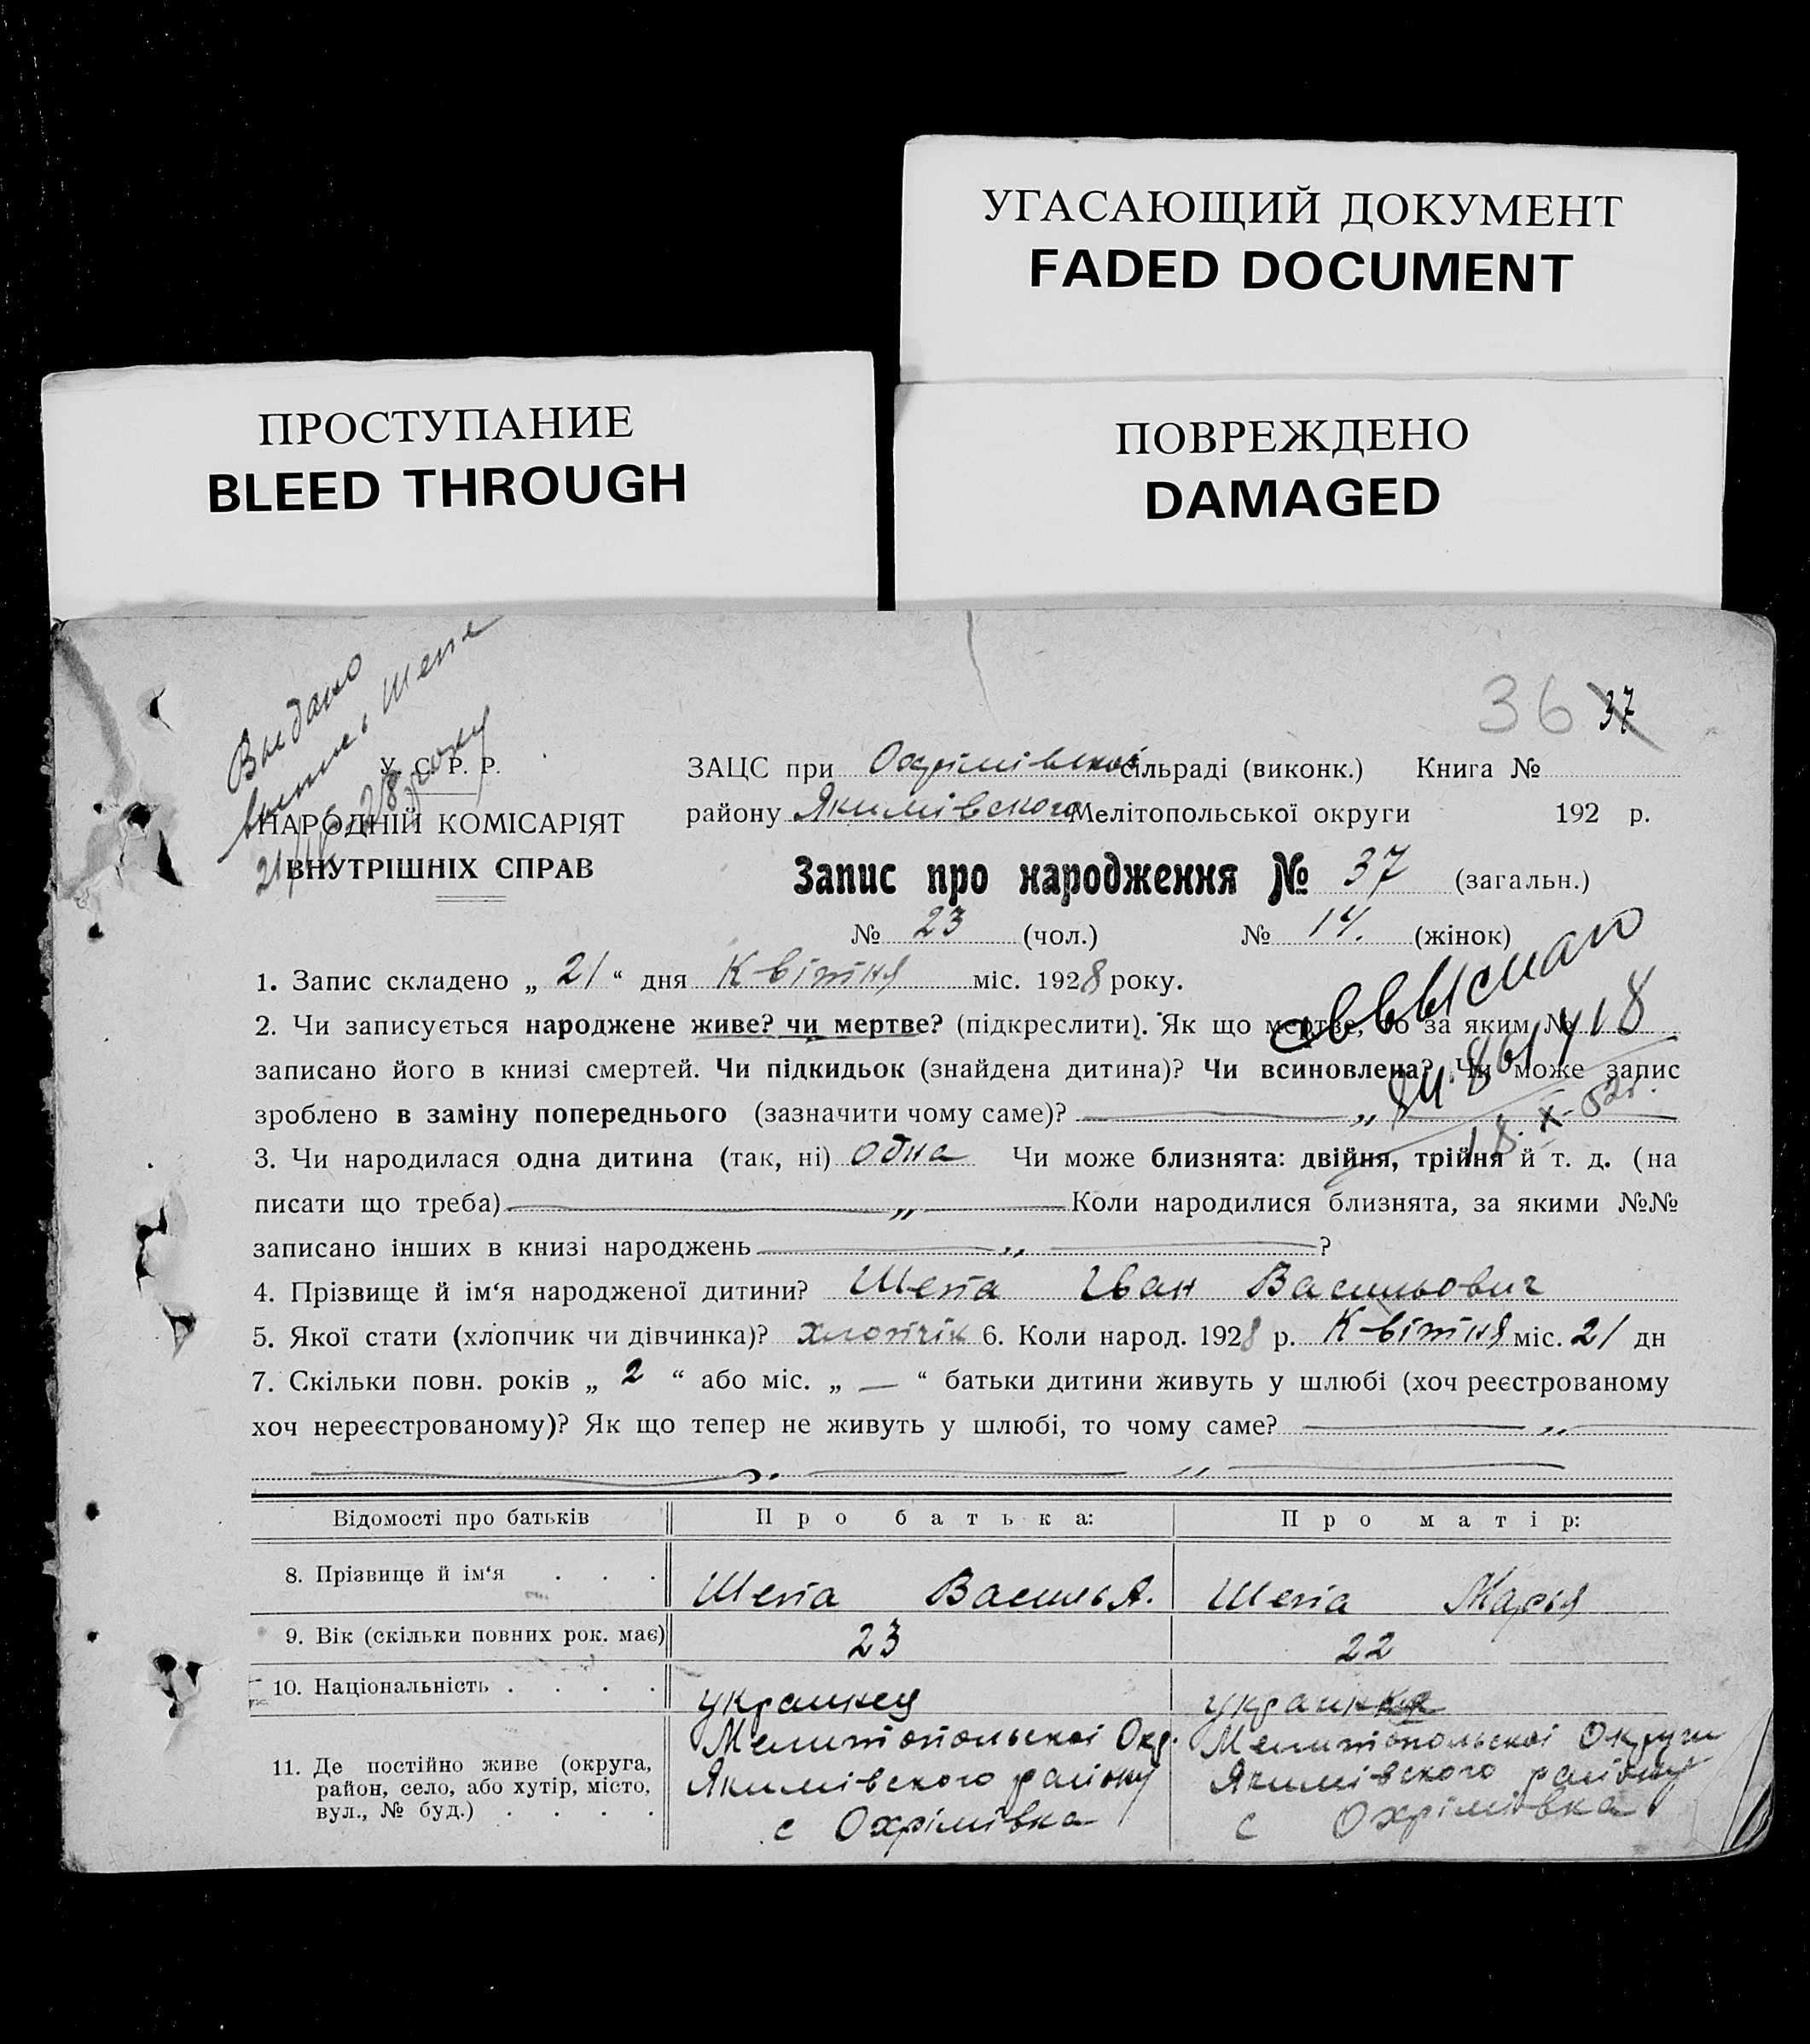 УГАСАЮЩИЙ ДОКУМЕНТ
FADED DOCUMENT
ПРОСТУПАНИЕ
BLEED THROUGH
ПОВРЕЖДЕНО
DAMAGED
36 37
Выдано
Шепа
У. С. Р. Р.
НАРОДНІЙ КОМІСАРІЯТ
ВНУТРІШНІХ СПРАВ
ЗАЦС при Охрімівській сільраді (виконк.) Книга №
району Якимівского Мелітопольської округи 192 р.
Запис про народження № 37 (загальн.)
№ 23 (чол.) № 14. (жінок)
1. Запис складено „ 21 “ дня Квітня міс. 1928 року.
2. Чи записується народжене живе? чи мертве? (підкреслити). Як що мертве, то за яким №
записано його в книзі смертей. Чи підкидьок (знайдена дитина)? Чи всиновлена? Чи може запис
зроблено в заміну попереднього (зазначити чому саме)? — „
3. Чи народилася одна дитина (так, ні) одна Чи може близнята: двійня, трійня й т. д. (на
писати що треба) — „ — Коли народилися близнята, за якими №№
записано інших в книзі народжень — „ — ?
4. Прізвище й ім‘я народженої дитини? Шепа Іван Васильович
5. Якої стати (хлопчик чи дівчинка)? хлопчік 6. Коли народ. 1928 р. Квітня міс. 21 дн
7. Скільки повн. років „ 2 “ або міс. „ — “ батьки дитини живуть у шлюбі (хоч реєстрованому
хоч нереєстрованому)? Як що тепер не живуть у шлюбі, то чому саме? — „ —
— „ — „ —
Відомості про батьків Про батька: Про матір:
8. Прізвище й ім‘я . . . Шепа Василь А. Шепа Марья
9. Вік (скільки повних рок. має) 23 22
10. Національність . . . . украинец украинка
11. Де постійно живе (округа, район, село, або хутір, місто, вул., № буд.) . . . .
Мелитопольскоі Окр. Мелитопольскоі Округи
Якимівского району Якимівского району
с Охрімівка с Охрімівка